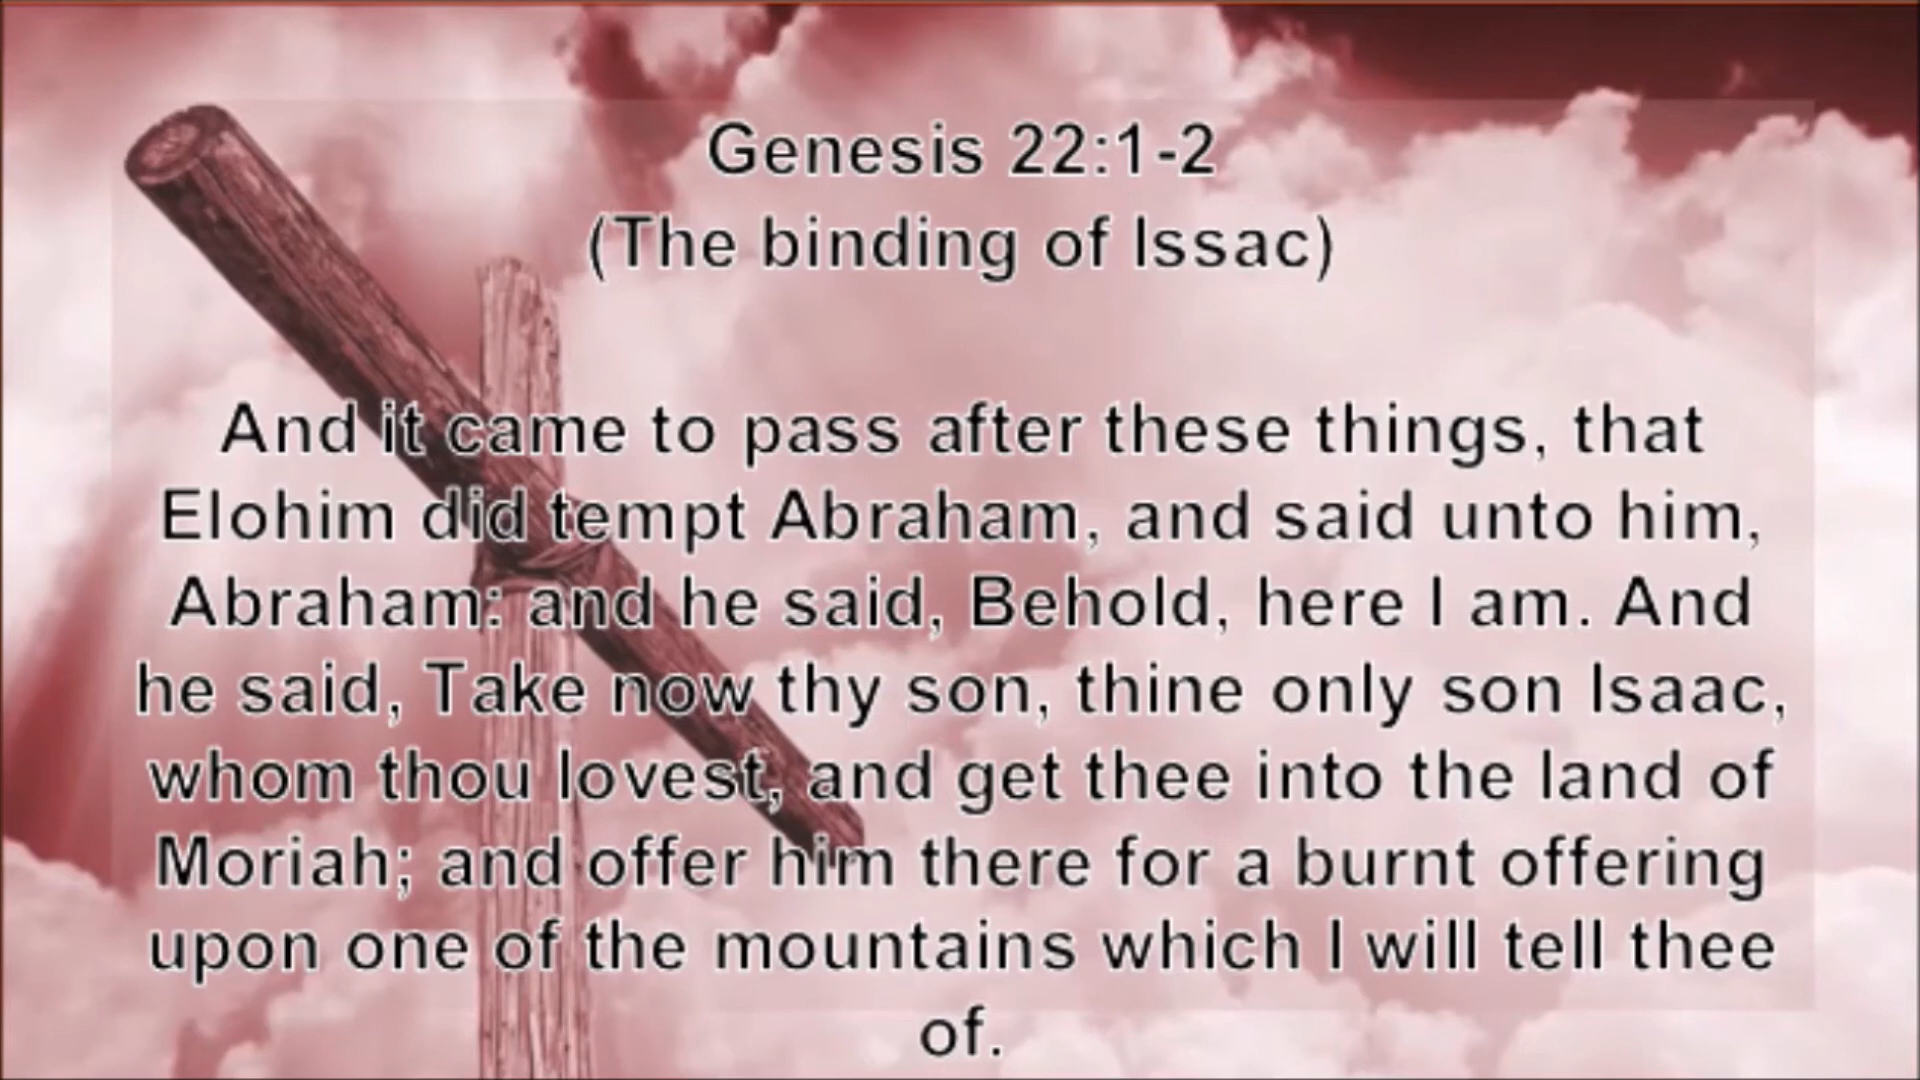 Genesis 22:1-2
(The binding of Issac)
And it came to pass after these things, that
Elohim did tempt Abraham, and said unto him,
Abraham: and he said, Behold, here I am. And
he said, Take now thy son, thine only son Isaac,
whom thou lovest, and get thee into the land of
Moriah; and offer him there for a burnt offering
upon one of the mountains which I will tell thee
of.